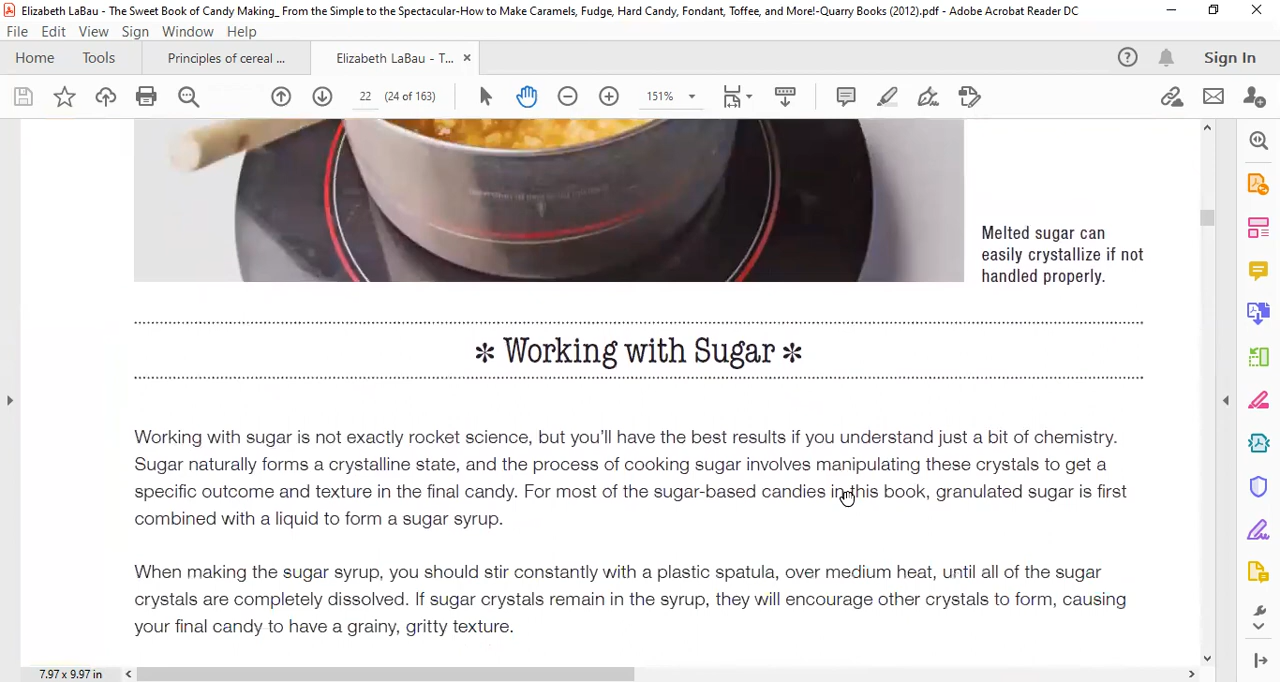 Elizabeth LaBau - The Sweet Book of Candy Making_ From the Simple to the Spectacular-How to Make Caramels, Fudge, Hard Candy, Fondant, Toffee, and More!-Quarry Books (2012).pdf - Adobe Acrobat Reader DC
File Edit View Sign Window Help
Home Tools Principles of cereal ... Elizabeth LaBau - T... × Sign In
22 (24 of 163) 151%
Melted sugar can
easily crystallize if not
handled properly.
* Working with Sugar *
Working with sugar is not exactly rocket science, but you'll have the best results if you understand just a bit of chemistry.
Sugar naturally forms a crystalline state, and the process of cooking sugar involves manipulating these crystals to get a
specific outcome and texture in the final candy. For most of the sugar-based candies in this book, granulated sugar is first
combined with a liquid to form a sugar syrup.
When making the sugar syrup, you should stir constantly with a plastic spatula, over medium heat, until all of the sugar
crystals are completely dissolved. If sugar crystals remain in the syrup, they will encourage other crystals to form, causing
your final candy to have a grainy, gritty texture.
7.97 x 9.97 in